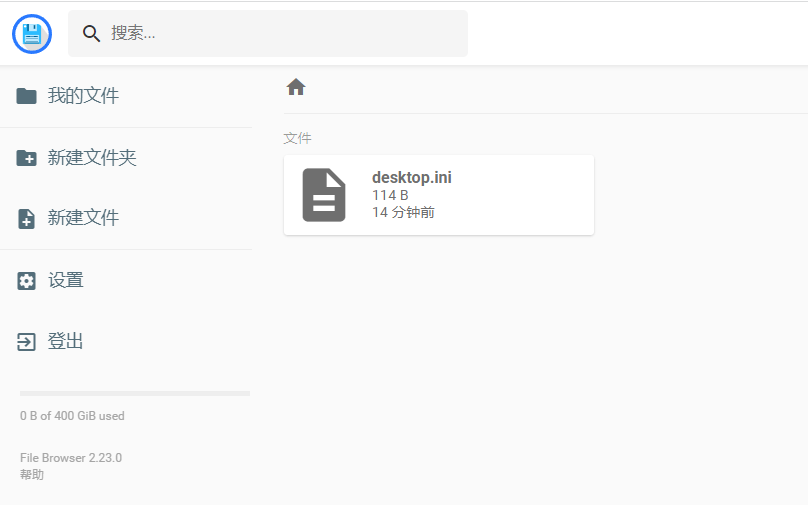 搜索...
我的文件
新建文件夹
新建文件
设置
登出
0 B of 400 GiB used
File Browser 2.23.0
帮助
文件
desktop.ini
114 B
14 分钟前